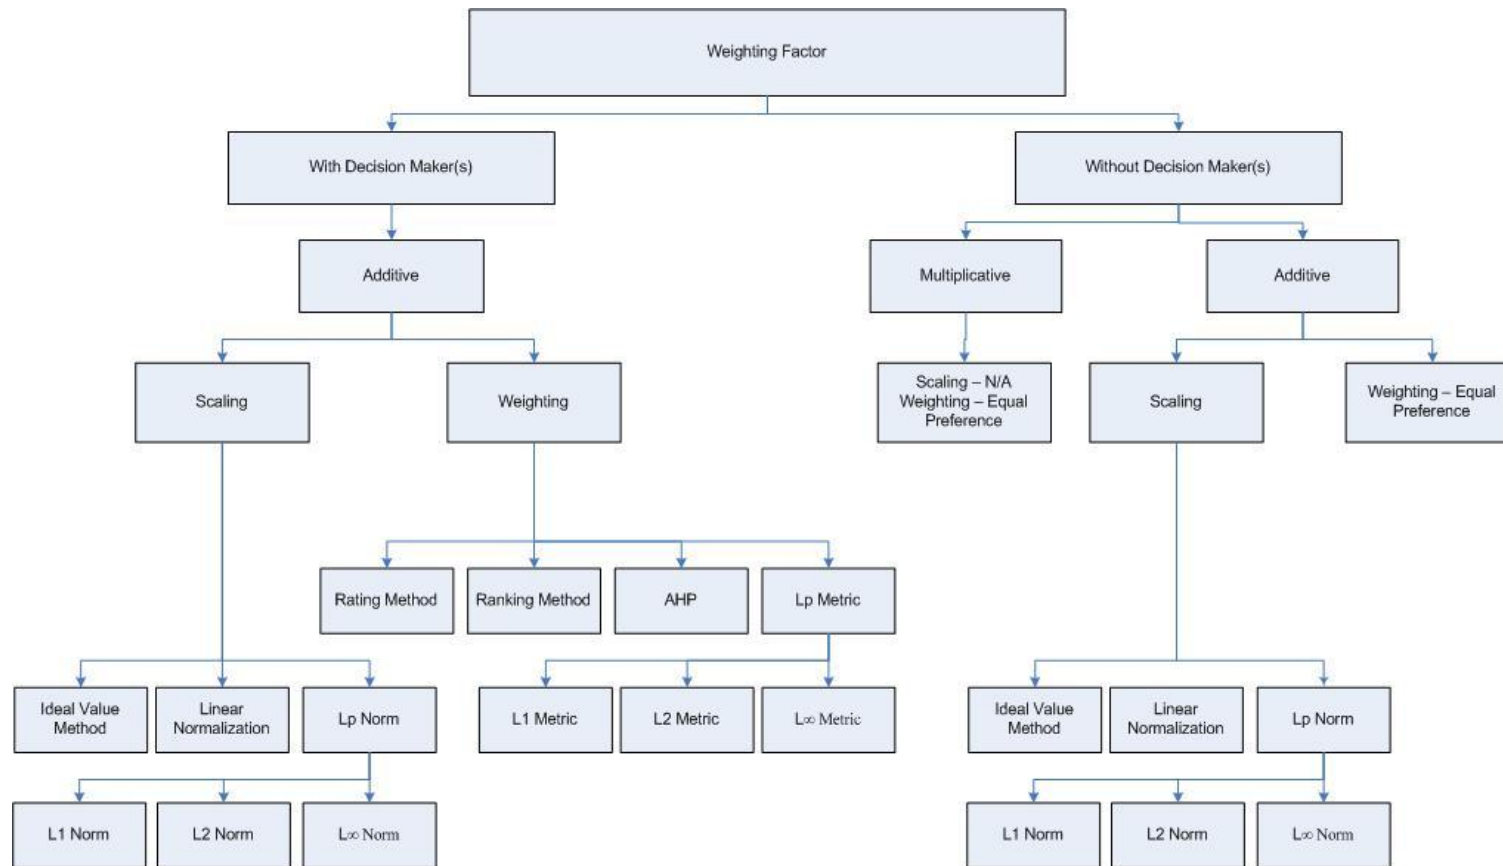 Weighting Factor
With Decision Maker(s)
Without Decision Maker(s)
Additive
Multiplicative
Additive
Scaling
Weighting
Scaling – N/A
Weighting – Equal
Preference
Scaling
Weighting – Equal
Preference
Rating Method
Ranking Method
AHP
Lp Metric
Ideal Value
Method
Linear
Normalization
Lp Norm
L1 Metric
L2 Metric
L∞ Metric
Ideal Value
Method
Linear
Normalization
Lp Norm
L1 Norm
L2 Norm
L∞ Norm
L1 Norm
L2 Norm
L∞ Norm